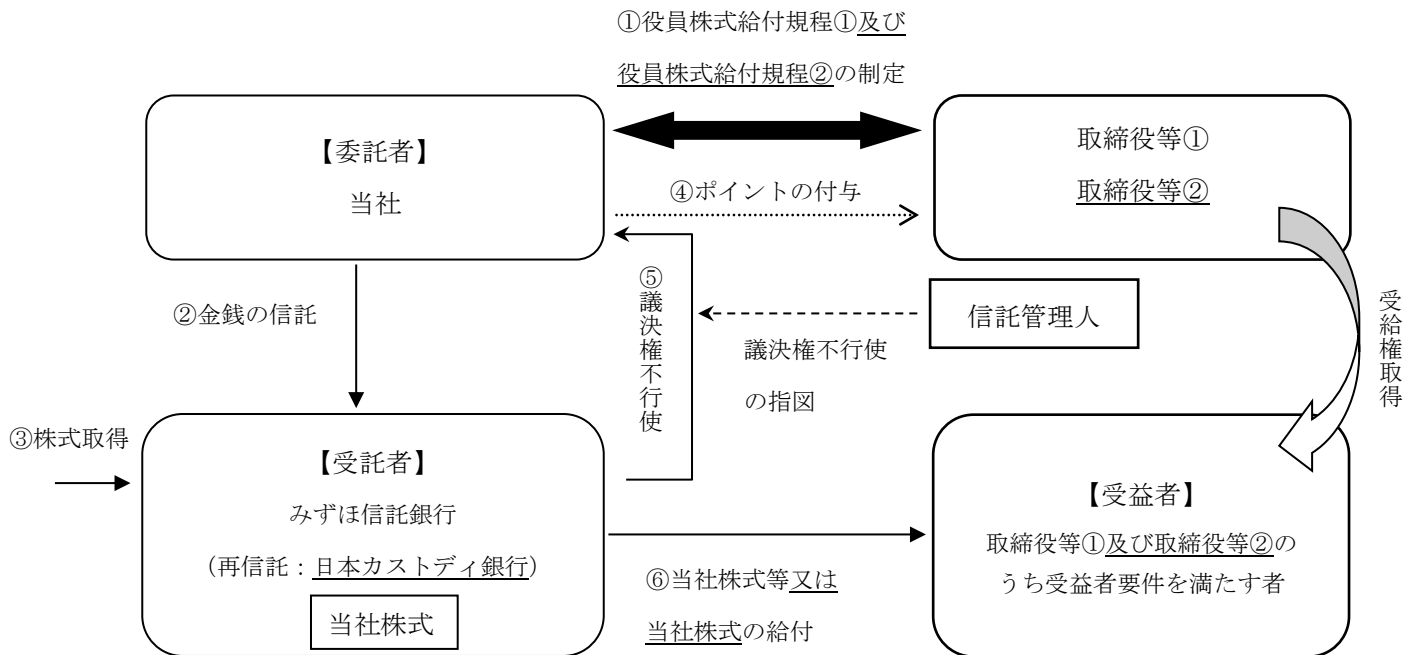 ①役員株式給付規程①及び
役員株式給付規程②の制定
【委託者】
当社
取締役等①
取締役等②
④ポイントの付与
②金銭の信託
⑤議決権不行使
信託管理人
議決権不行使
の指図
受給権取得
③株式取得
【受託者】
みずほ信託銀行
(再信託：日本カストディ銀行)
当社株式
⑥当社株式等又は
当社株式の給付
【受益者】
取締役等①及び取締役等②の
うち受益者要件を満たす者